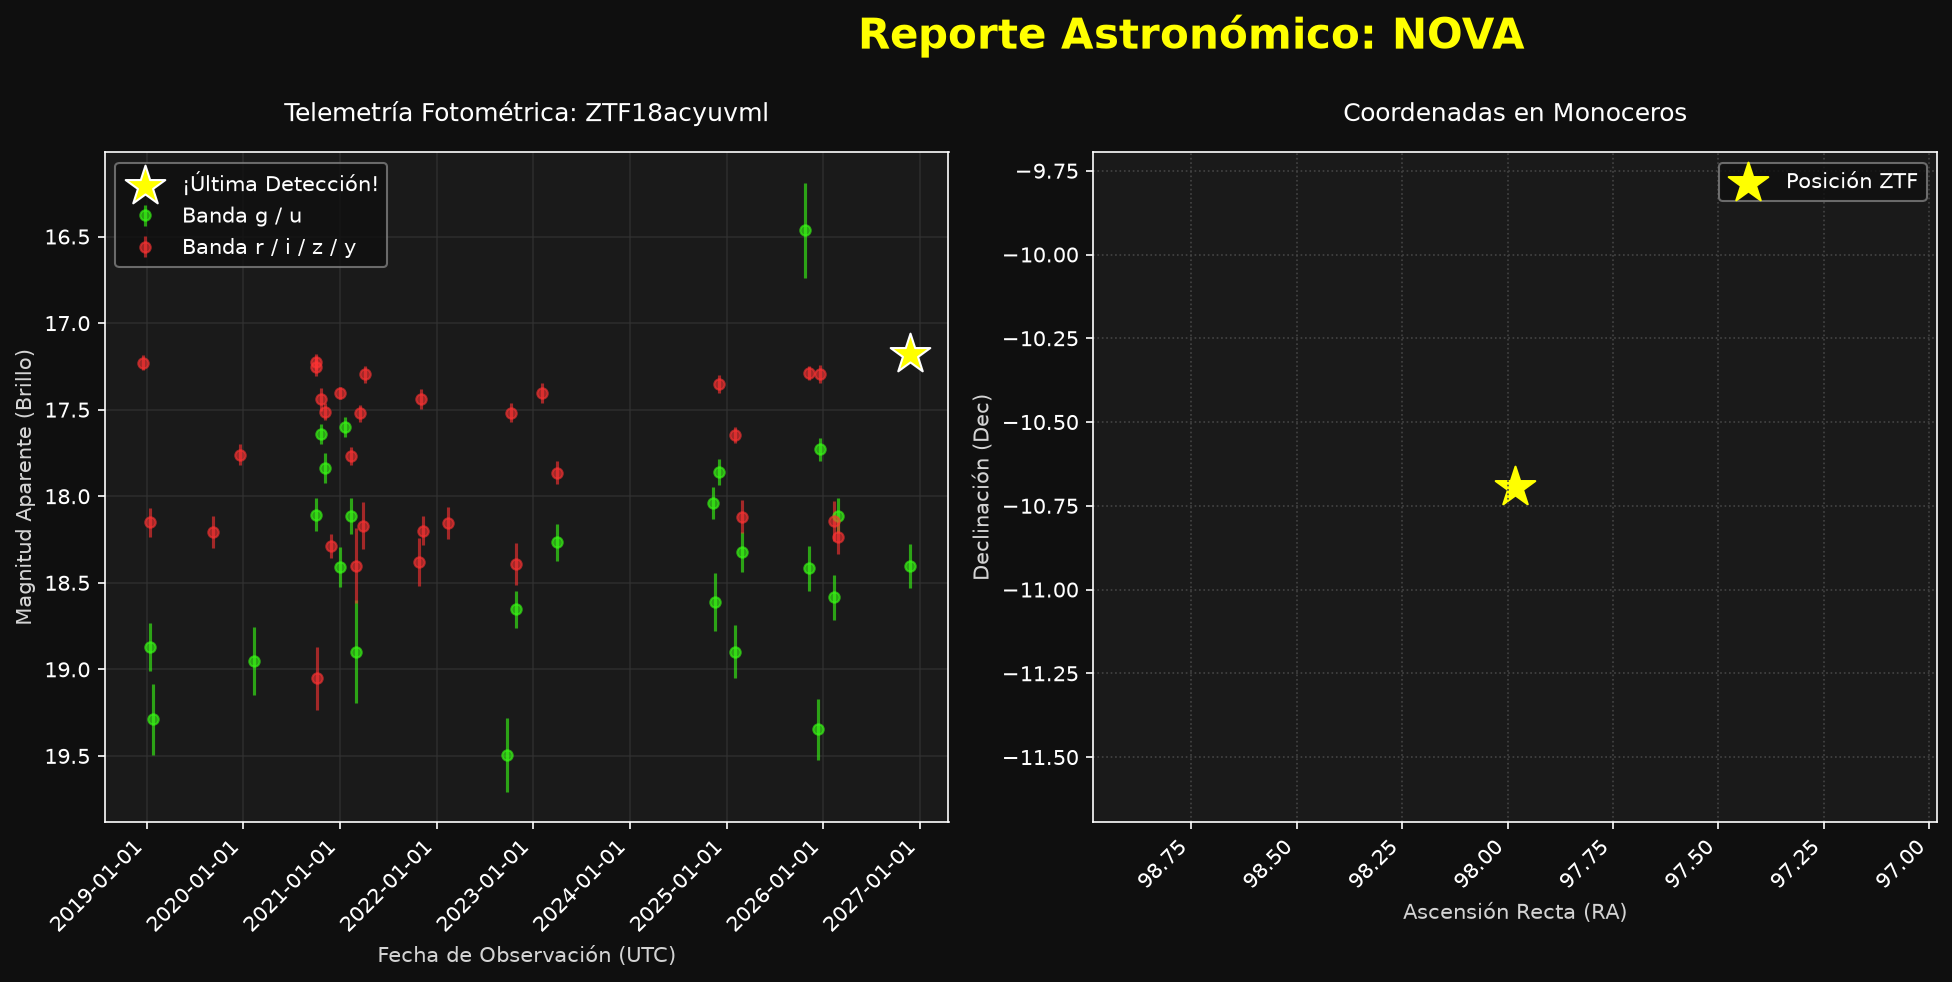 Reporte Astronómico: NOVA
Telemetría Fotométrica: ZTF18acyuvml
¡Última Detección!
Banda g / u
Banda r / i / z / y
Magnitud Aparente (Brillo)
16.5
17.0
17.5
18.0
18.5
19.0
19.5
2019-01-01
2020-01-01
2021-01-01
2022-01-01
2023-01-01
2024-01-01
2025-01-01
2026-01-01
2027-01-01
Fecha de Observación (UTC)
Coordenadas en Monoceros
Posición ZTF
Declinación (Dec)
−9.75
−10.00
−10.25
−10.50
−10.75
−11.00
−11.25
−11.50
98.75
98.50
98.25
98.00
97.75
97.50
97.25
97.00
Ascensión Recta (RA)